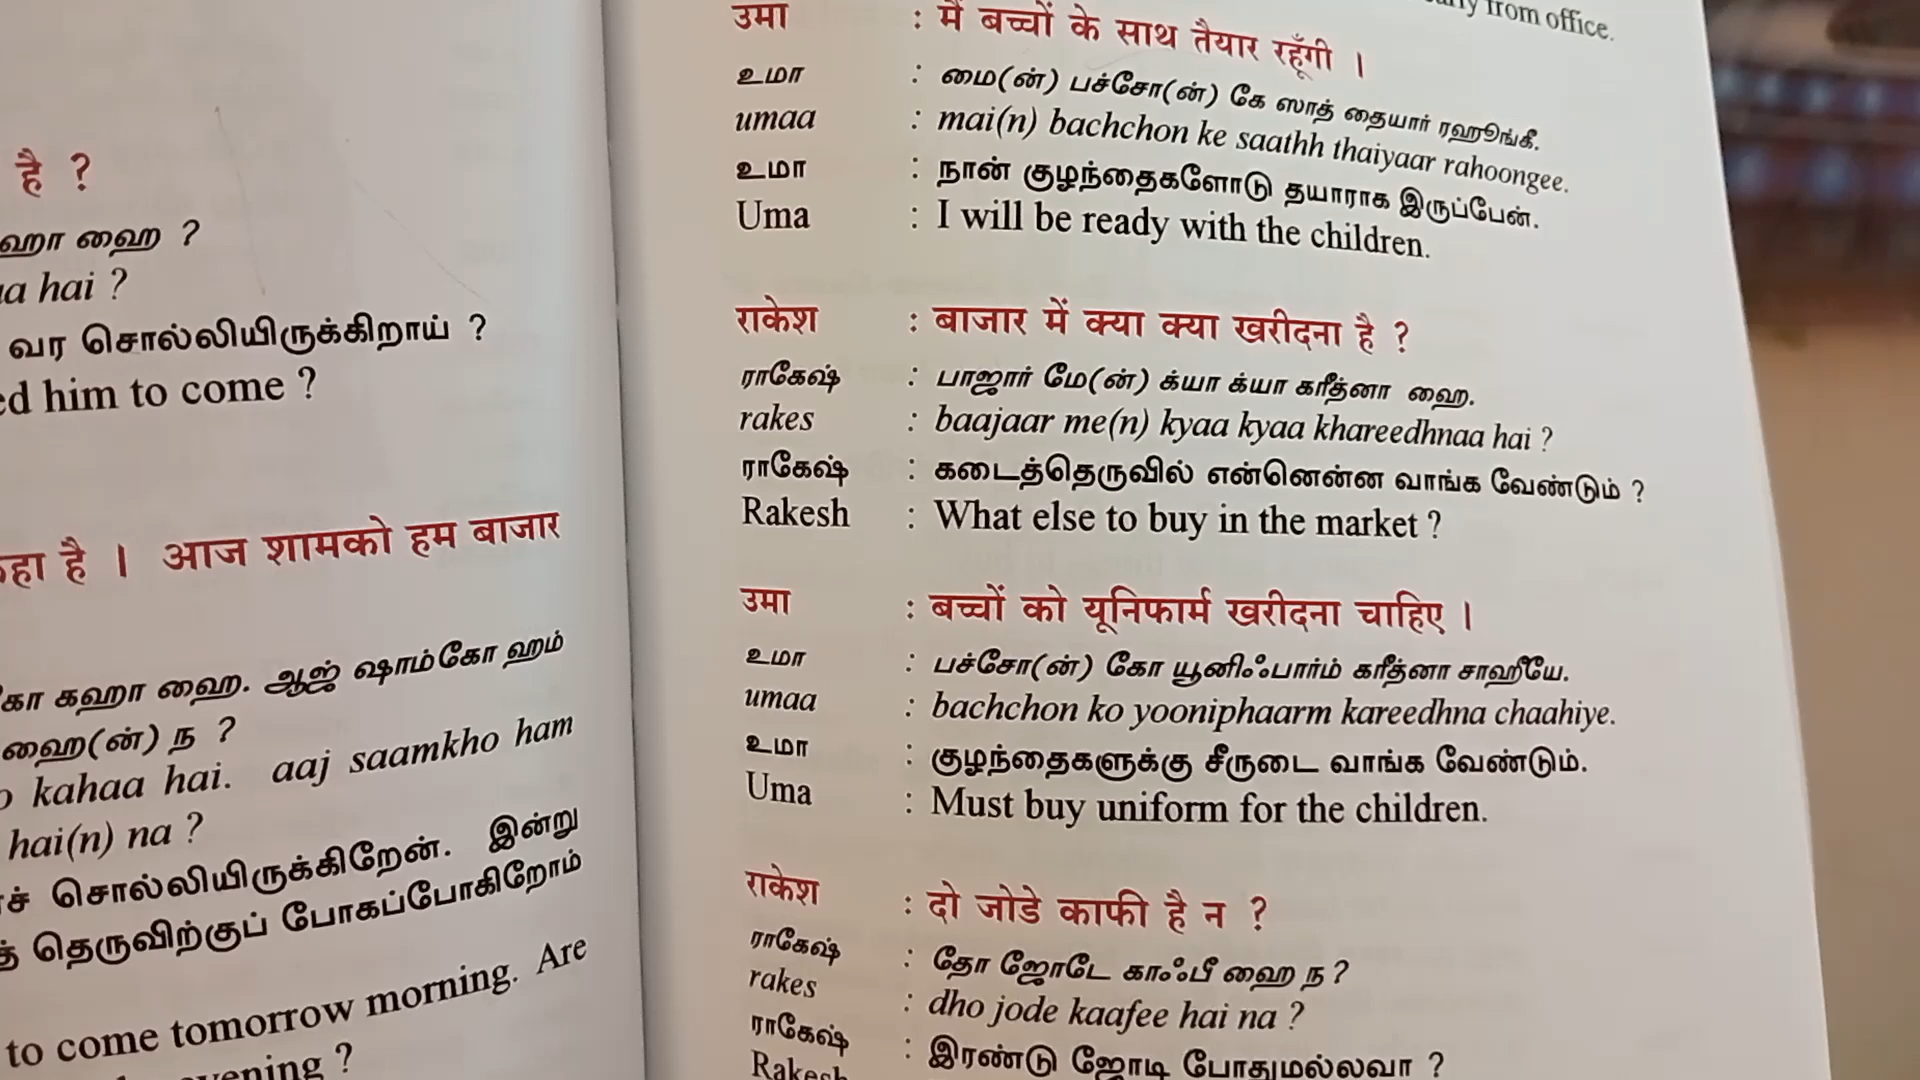 है ?
ஹை ?
hai ?
வர சொல்லியிருக்கிறாய் ?
him to come ?
है । आज शामको हम बाजार
கஹா ஹை. ஆஜ் ஷாம்கோ ஹம்
ஹை(ன்) ந ?
kahaa hai. aaj saamkho ham
hai(n) na ?
சொல்லியிருக்கிறேன். இன்று
தெருவிற்குப் போகப்போகிறோம்
to come tomorrow morning. Are
?
from office.
उमा : मैं बच्चों के साथ तैयार रहूँगी ।
உமா : மை(ன்) பச்சோ(ன்) கே ஸாத் தையார் ரஹூங்கீ.
umaa : mai(n) bachchon ke saathh thaiyaar rahoongee.
உமா : நான் குழந்தைகளோடு தயாராக இருப்பேன்.
Uma : I will be ready with the children.
राकेश : बाजार में क्या क्या खरीदना है ?
ராகேஷ் : பாஜார் மே(ன்) க்யா க்யா கரீத்னா ஹை.
rakes : baajaar me(n) kyaa kyaa khareedhnaa hai ?
ராகேஷ் : கடைத்தெருவில் என்னென்ன வாங்க வேண்டும் ?
Rakesh : What else to buy in the market ?
उमा : बच्चों को यूनिफार्म खरीदना चाहिए ।
உமா : பச்சோ(ன்) கோ யூனிஃபார்ம் கரீத்னா சாஹீயே.
umaa : bachchon ko yooniphaarm kareedhna chaahiye.
உமா : குழந்தைகளுக்கு சீருடை வாங்க வேண்டும்.
Uma : Must buy uniform for the children.
राकेश : दो जोडे काफी है न ?
ராகேஷ் : தோ ஜோடே காஃபீ ஹை ந ?
rakes : dho jode kaafee hai na ?
ராகேஷ் : இரண்டு ஜோடி போதுமல்லவா ?
Rakesh